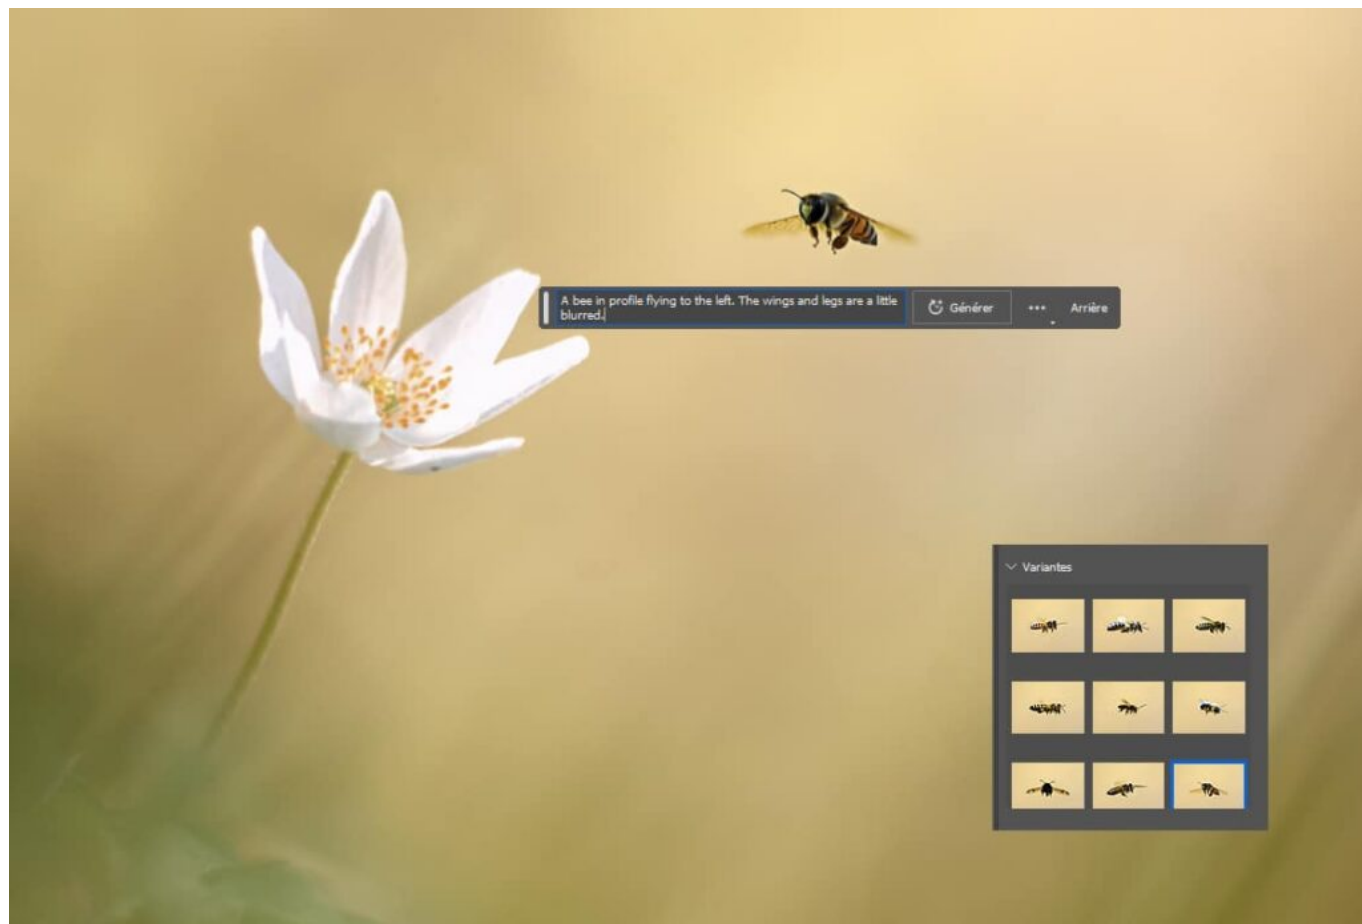 A bee in profile flying to the left. The wings and legs are a little
blurred.
Générer
Arrière
Variantes